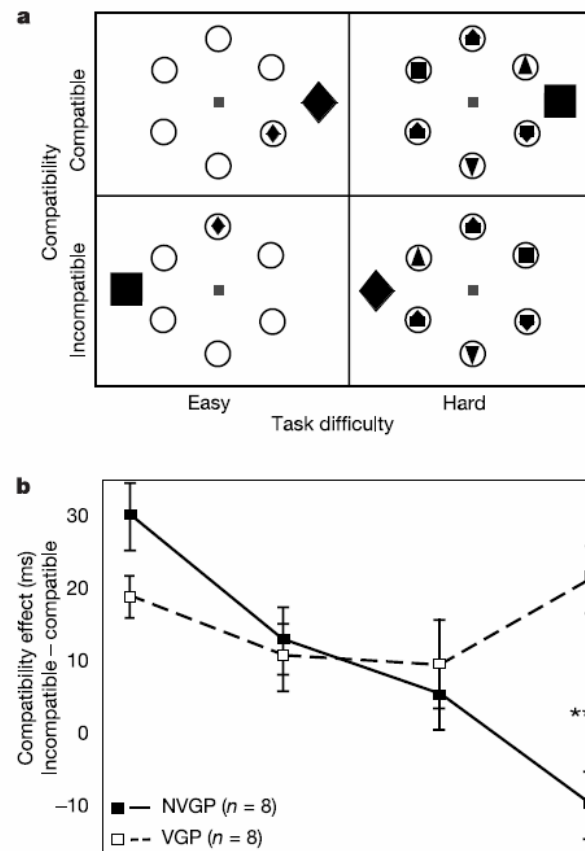 a
Compatibility
Compatible
Incompatible
Easy
Hard
Task difficulty
b
Compatibility effect (ms)
Incompatible – compatible
30
20
10
0
–10
**
NVGP (n = 8)
VGP (n = 8)